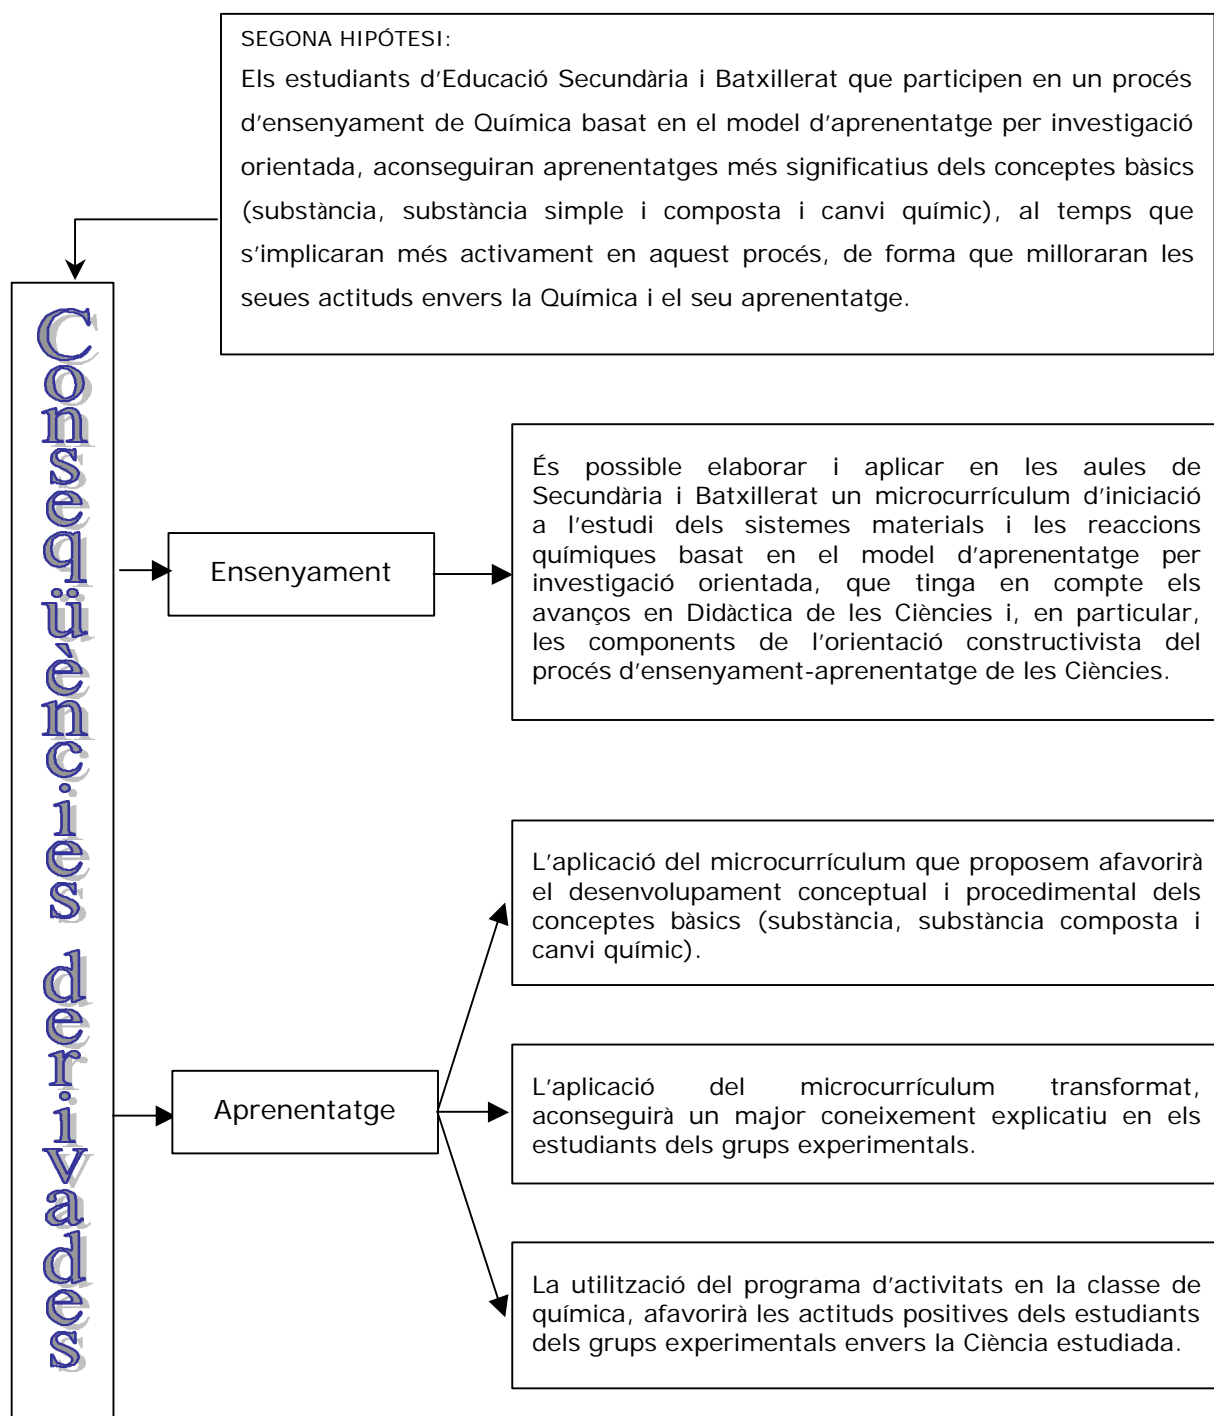 SEGONA HIPÓTESI:
Els estudiants d'Educació Secundària i Batxillerat que participen en un procés
d'ensenyament de Química basat en el model d'aprenentatge per investigació
orientada, aconseguiran aprenentatges més significatius dels conceptes bàsics
(substància, substància simple i composta i canvi químic), al temps que
s'implicaran més activament en aquest procés, de forma que milloraran les
seues actituds envers la Química i el seu aprenentatge.
Conseqüéncies derivades
Ensenyament
És possible elaborar i aplicar en les aules de
Secundària i Batxillerat un microcurrículum d'iniciació
a l'estudi dels sistemes materials i les reaccions
químiques basat en el model d'aprenentatge per
investigació orientada, que tinga en compte els
avanços en Didàctica de les Ciències i, en particular,
les components de l'orientació constructivista del
procés d'ensenyament-aprenentatge de les Ciències.
Aprenentatge
L'aplicació del microcurrículum que proposem afavorirà
el desenvolupament conceptual i procedimental dels
conceptes bàsics (substància, substància composta i
canvi químic).
L'aplicació del microcurrículum transformat,
aconseguirà un major coneixement explicatiu en els
estudiants dels grups experimentals.
La utilització del programa d'activitats en la classe de
química, afavorirà les actituds positives dels estudiants
dels grups experimentals envers la Ciència estudiada.